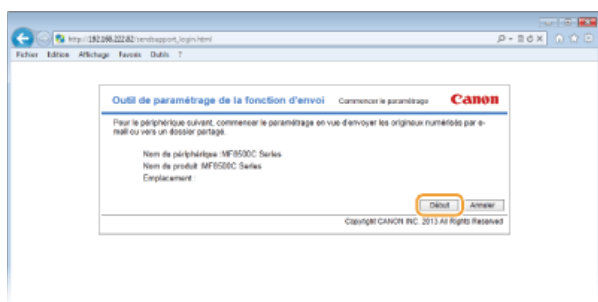 http://192.168.222.82/sendsupport_login.html
Fichier Edition Affichage Favoris Outils ?
Outil de paramétrage de la fonction d'envoi Commencer le paramétrage Canon
Pour le périphérique suivant, commencer le paramétrage en vue d'envoyer les originaux numérisés par e-
mail ou vers un dossier partagé.
Nom de périphérique :MF8500C Series
Nom de produit :MF8500C Series
Emplacement :
Début Annuler
Copyright CANON INC. 2013 All Rights Reserved